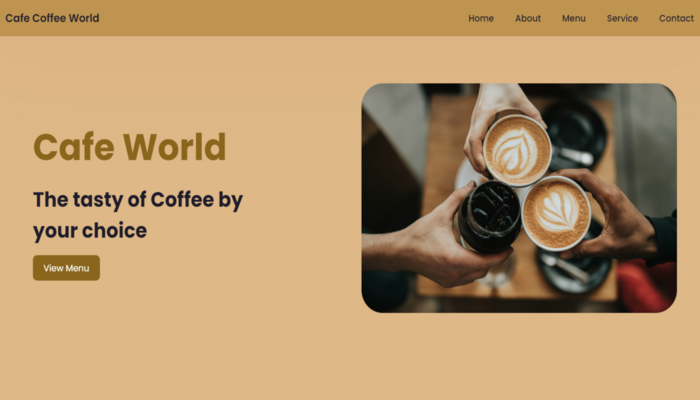 Cafe Coffee World
Home About Menu Service Contact
Cafe World
The tasty of Coffee by
your choice
View Menu